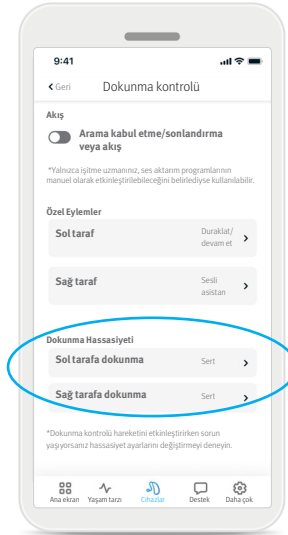 9:41
Geri
Dokunma kontrolü
Akış
Arama kabul etme/sonlandırma
veya akış
*Yalnızca işitme uzmanınız, ses aktarım programlarının
manuel olarak etkinleştirilebileceğini belirlediyse kullanılabilir.
Özel Eylemler
Sol taraf
Duraklat/
devam et
Sağ taraf
Sesli
asistan
Dokunma Hassasiyeti
Sol tarafa dokunma
Sert
Sağ tarafa dokunma
Sert
*Dokunma kontrolü hareketini etkinleştirirken sorun
yaşıyorsanız hassasiyet ayarlarını değiştirmeyi deneyin.
Ana ekran Yaşam tarzı Cihazlar Destek Daha çok